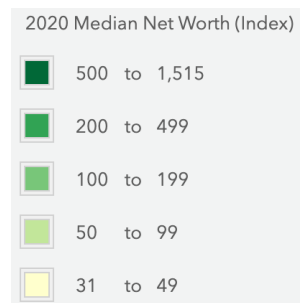 2020 Median Net Worth (Index)
500 to 1,515
200 to 499
100 to 199
50 to 99
31 to 49